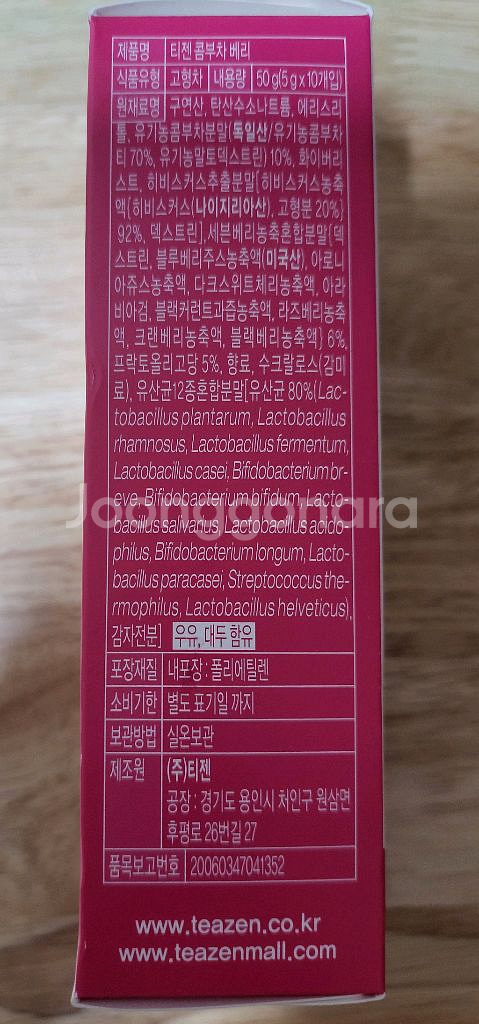 제품명 티젠 콤부차 베리
식품유형 고형차 내용량 50 g(5 g x 10개입)
원재료명 구연산, 탄산수소나트륨, 에리스리
톨, 유기농콤부차분말(독일산/유기농콤부차
티 70%, 유기농말토덱스트린) 10%, 화이버리
스트, 히비스커스추출분말[히비스커스농축
액{히비스커스(나이지리아산), 고형분 20%}
92%, 덱스트린], 세븐베리농축혼합분말{덱
스트린, 블루베리주스농축액(미국산), 아로니
아쥬스농축액, 다크스위트체리농축액, 아라
비아검, 블랙커런트과즙농축액, 라즈베리농축
액, 크랜베리농축액, 블랙베리농축액} 6%,
프락토올리고당 5%, 향료, 수크랄로스(감미
료), 유산균12종혼합분말[유산균 80%(Lac-
tobacillus plantarum, Lactobacillus
rhamnosus, Lactobacillus fermentum,
Lactobacillus casei, Bifidobacterium br-
eve, Bifidobacterium bifidum, Lacto-
bacillus salivarius, Lactobacillus acido-
philus, Bifidobacterium longum, Lacto-
bacillus paracasei, Streptococcus the-
rmophilus, Lactobacillus helveticus),
감자전분] 우유, 대두 함유
포장재질 내포장 : 폴리에틸렌
소비기한 별도 표기일 까지
보관방법 실온보관
제조원 (주)티젠
공장 : 경기도 용인시 처인구 원삼면
후평로 26번길 27
품목보고번호 20060347041352
www.teazen.co.kr
www.teazenmall.com
Joonggonara